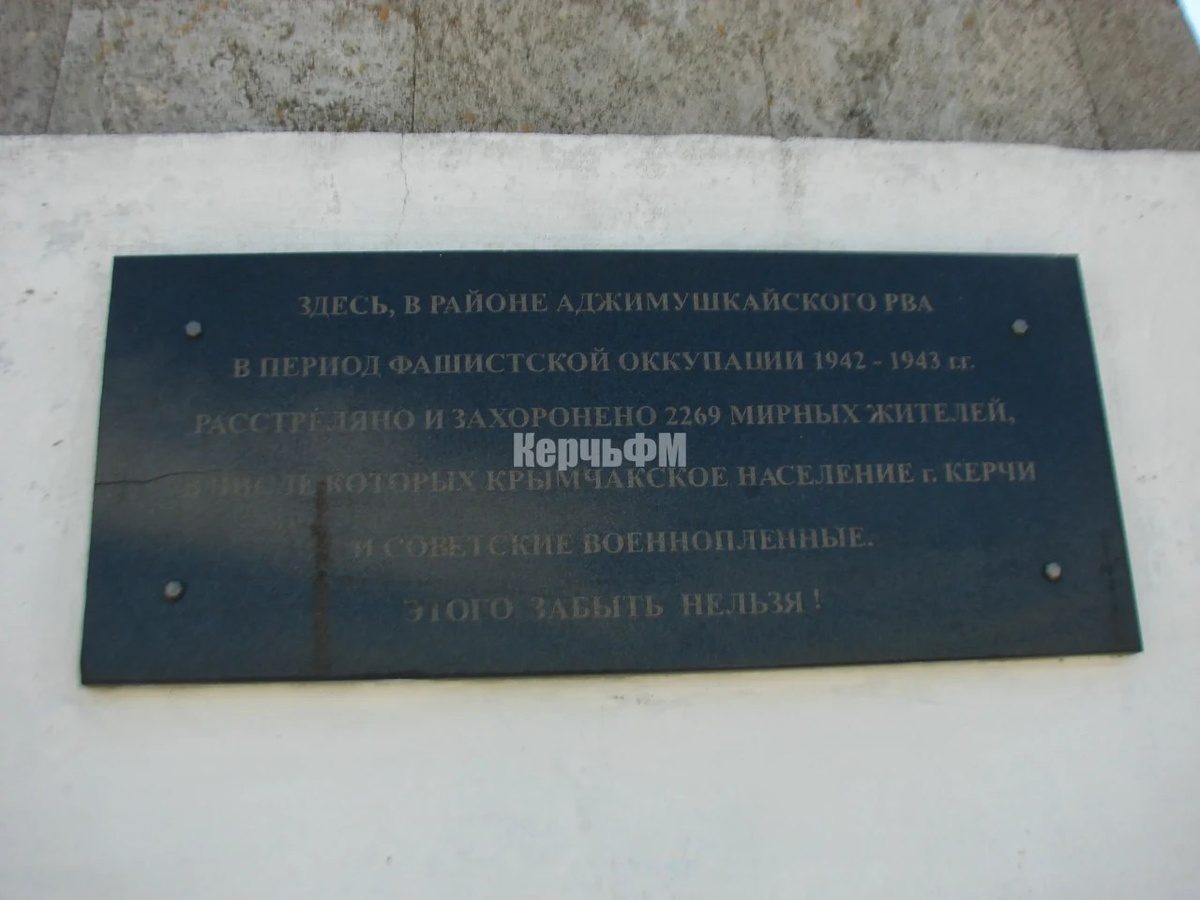 ЗДЕСЬ, В РАЙОНЕ АДЖИМУШКАЙСКОГО РВА
В ПЕРИОД ФАШИСТСКОЙ ОККУПАЦИИ 1942 - 1943 г.г.
РАССТРЕЛЯНО И ЗАХОРОНЕНО 2269 МИРНЫХ ЖИТЕЛЕЙ,
КерчьФМ
В ЧИСЛЕ КОТОРЫХ КРЫМЧАКСКОЕ НАСЕЛЕНИЕ г. КЕРЧИ
И СОВЕТСКИЕ ВОЕННОПЛЕННЫЕ.
ЭТОГО ЗАБЫТЬ НЕЛЬЗЯ !